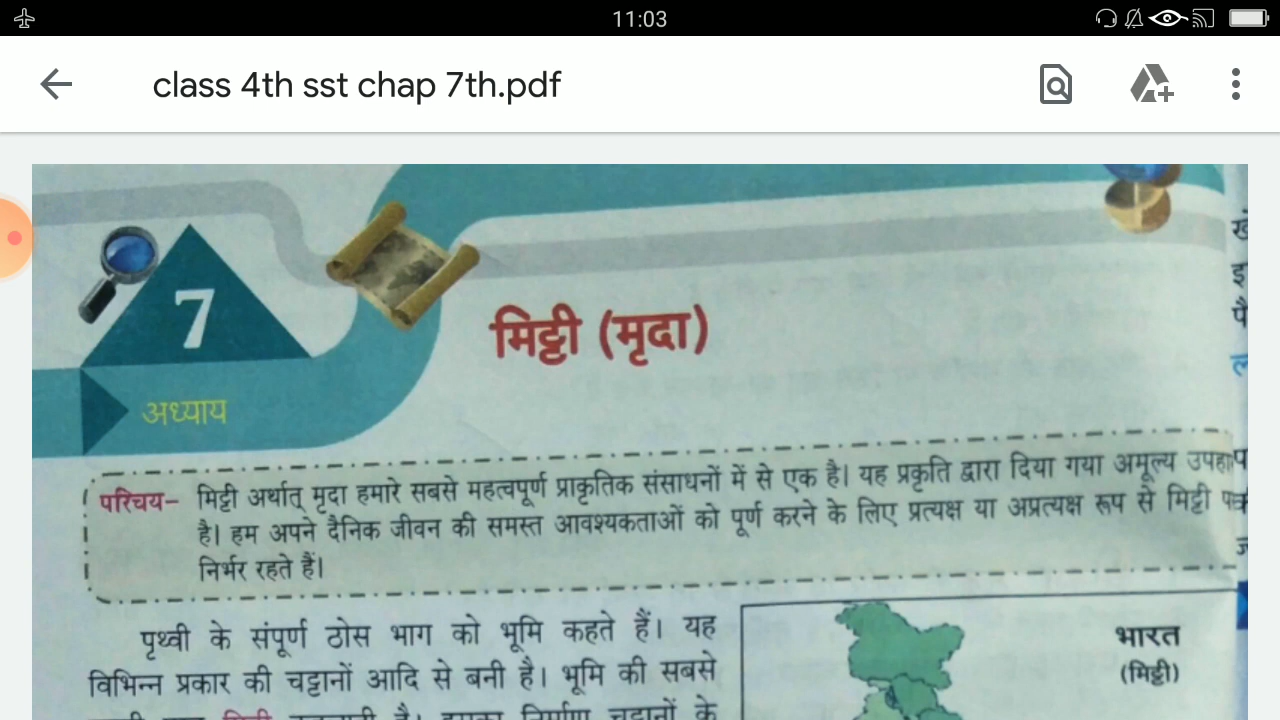 11:03
class 4th sst chap 7th.pdf
7
मिट्टी (मृदा)
अध्याय
परिचय– मिट्टी अर्थात् मृदा हमारे सबसे महत्वपूर्ण प्राकृतिक संसाधनों में से एक है। यह प्रकृति द्वारा दिया गया अमूल्य उपहार
है। हम अपने दैनिक जीवन की समस्त आवश्यकताओं को पूर्ण करने के लिए प्रत्यक्ष या अप्रत्यक्ष रूप से मिट्टी पर
निर्भर रहते हैं।
पृथ्वी के संपूर्ण ठोस भाग को भूमि कहते हैं। यह
विभिन्न प्रकार की चट्टानों आदि से बनी है। भूमि की सबसे
भारत
(मिट्टी)